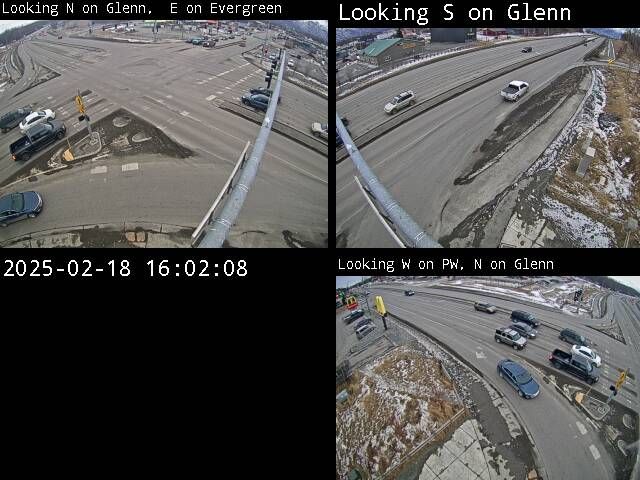 Looking N on Glenn,  E on Evergreen
Looking S on Glenn
2025-02-18 16:02:08
Looking W on PW, N on Glenn